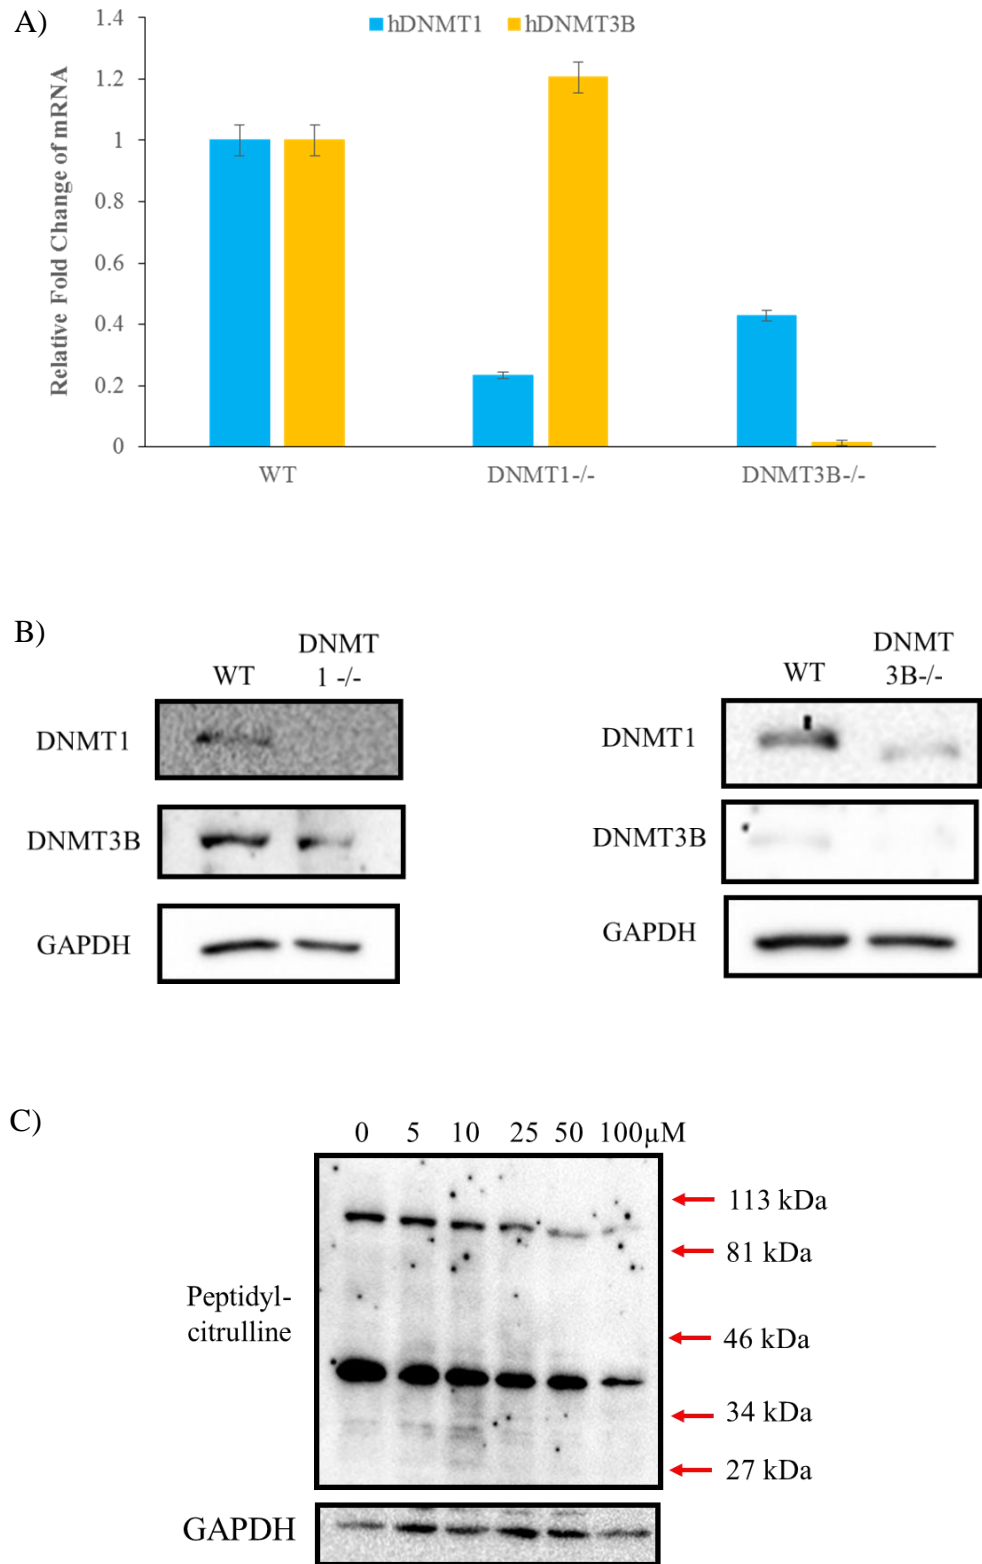 A)
hDNMT1 hDNMT3B
Relative Fold Change of mRNA
1.4
1.2
1
0.8
0.6
0.4
0.2
0
WT DNMT1-/- DNMT3B-/-
B)
WT DNMT
1 -/-
DNMT1
DNMT3B
GAPDH
WT DNMT
3B-/-
DNMT1
DNMT3B
GAPDH
C)
0 5 10 25 50 100µM
Peptidyl-
citrulline
113 kDa
81 kDa
46 kDa
34 kDa
27 kDa
GAPDH